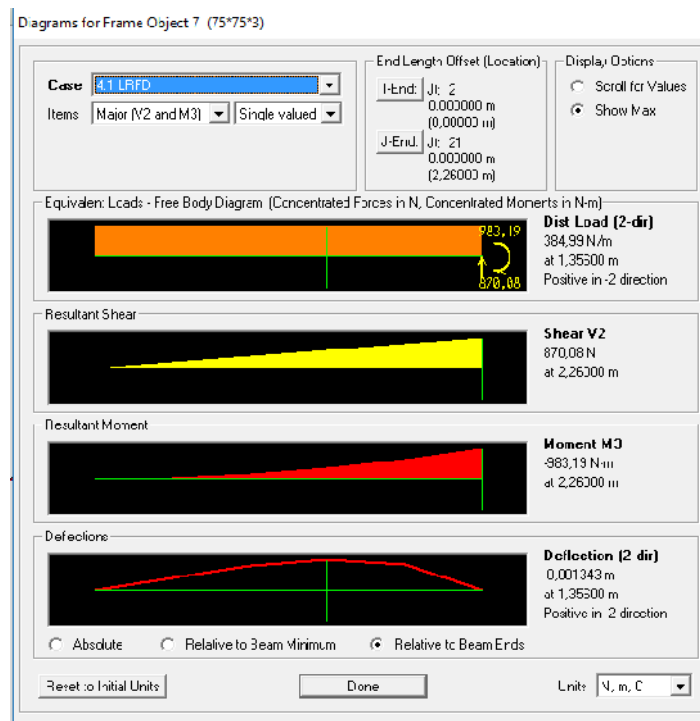 Diagrams for Frame Object 7 (75*75*3)
Case 4.1 LRFD
Items Major (V2 and M3) Single valued
End Length Offset (Location)
I-End: Jt: 2
0.000000 m
(0,00000 m)
J-End: Jt: 21
0.000000 m
(2,26000 m)
Display Options
Scroll for Values
Show Max
Equivalent Loads - Free Body Diagram (Concentrated Forces in N, Concentrated Moments in N-m)
983,19
870,08
Dist Load (2-dir)
384,99 N/m
at 1,35600 m
Positive in -2 direction
Resultant Shear
Shear V2
870,08 N
at 2,26000 m
Resultant Moment
Moment M3
-983,19 N-m
at 2,26000 m
Deflections
Deflection (2-dir)
0,001343 m
at 1,35600 m
Positive in -2 direction
Absolute Relative to Beam Minimum Relative to Beam Ends
Reset to Initial Units Done Units N, m, C